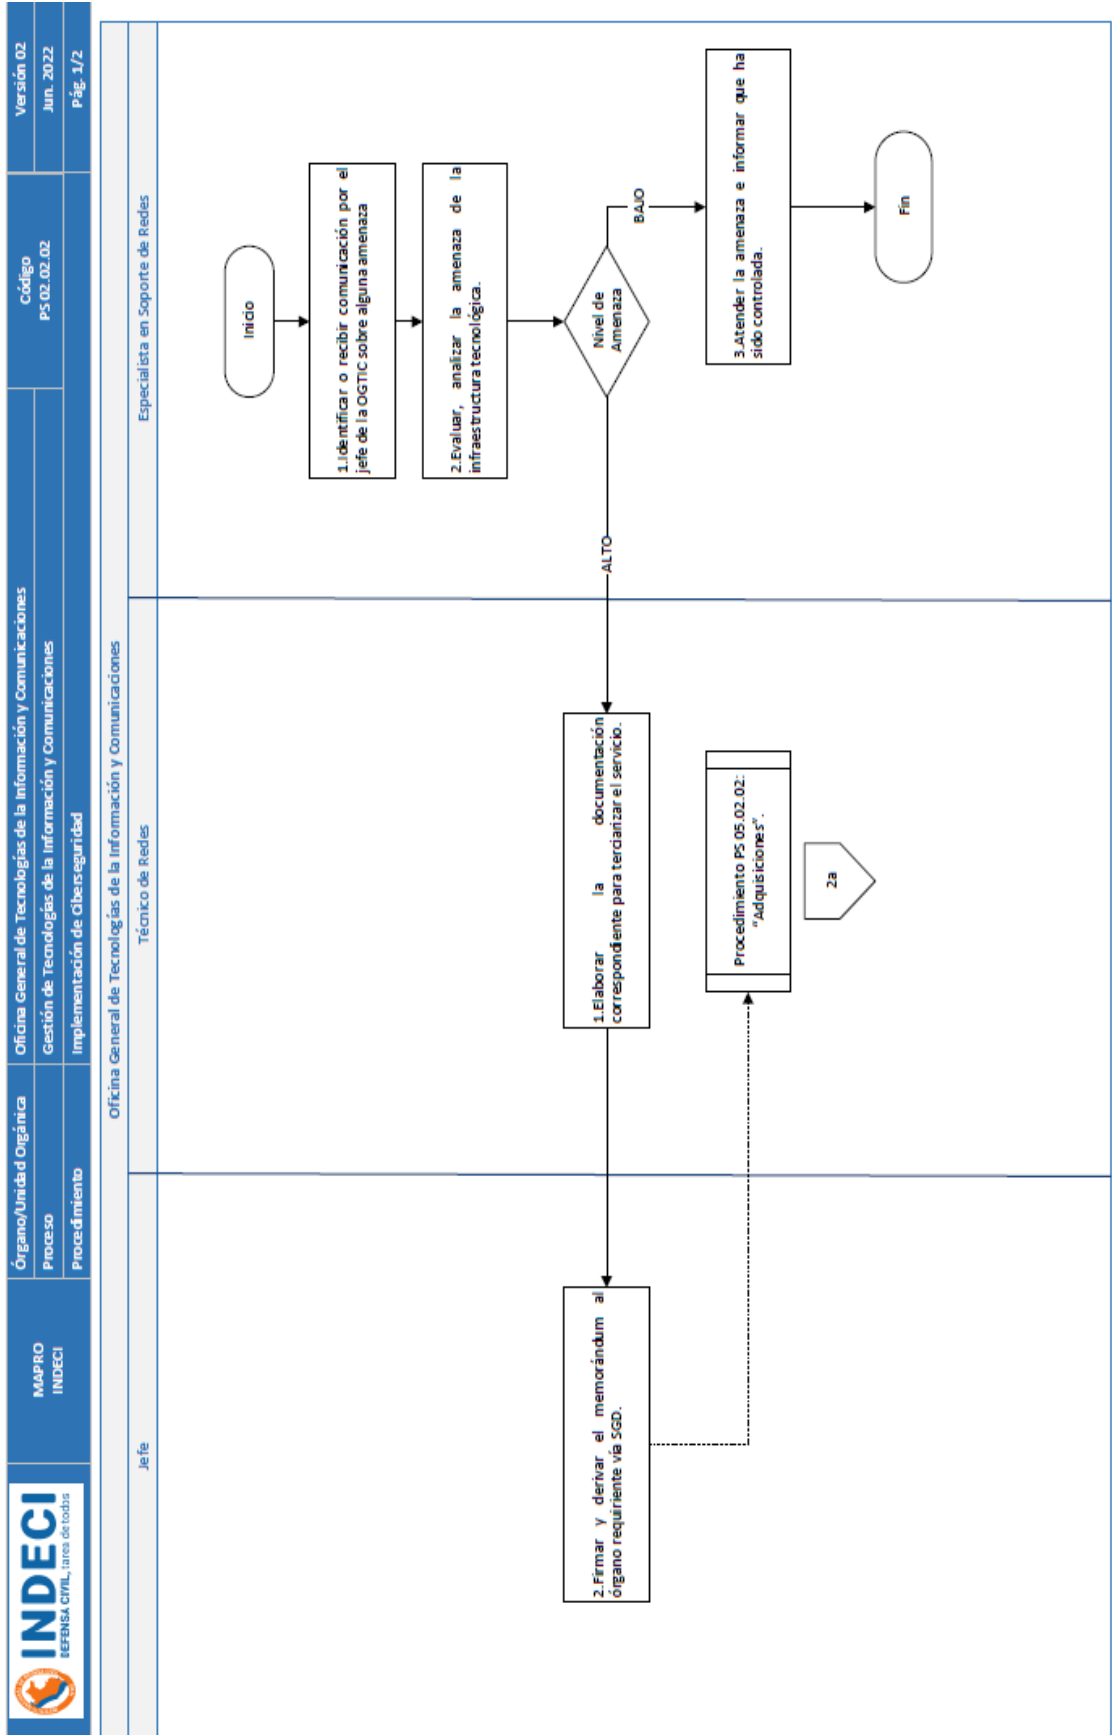 INDECI
DEFENSA CIVIL, tarea de todos
MAPRO
INDECI
Órgano/Unidad Orgánica
Oficina General de Tecnologías de la Información y Comunicaciones
Código
PS 02.02.02
Versión 02
Proceso
Gestión de Tecnologías de la Información y Comunicaciones
Jun. 2022
Procedimiento
Implementación de Ciberseguridad
Pág. 1/2
Oficina General de Tecnologías de la Información y Comunicaciones
Jefe
Técnico de Redes
Especialista en Soporte de Redes
Inicio
1.Identificar o recibir comunicación por el
jefe de la OGTIC sobre alguna amenaza
2.Evaluar, analizar la amenaza de la
infraestructura tecnológica.
Nivel de
Amenaza
ALTO
BAJO
1.Elaborar la documentación
correspondiente para tercianizar el servicio.
2.Firmar y derivar el memorándum al
órgano requiriente vía SGD.
Procedimiento PS 05.02.02:
"Adquisiciones".
2a
3.Atender la amenaza e informar que ha
sido controlada.
Fin